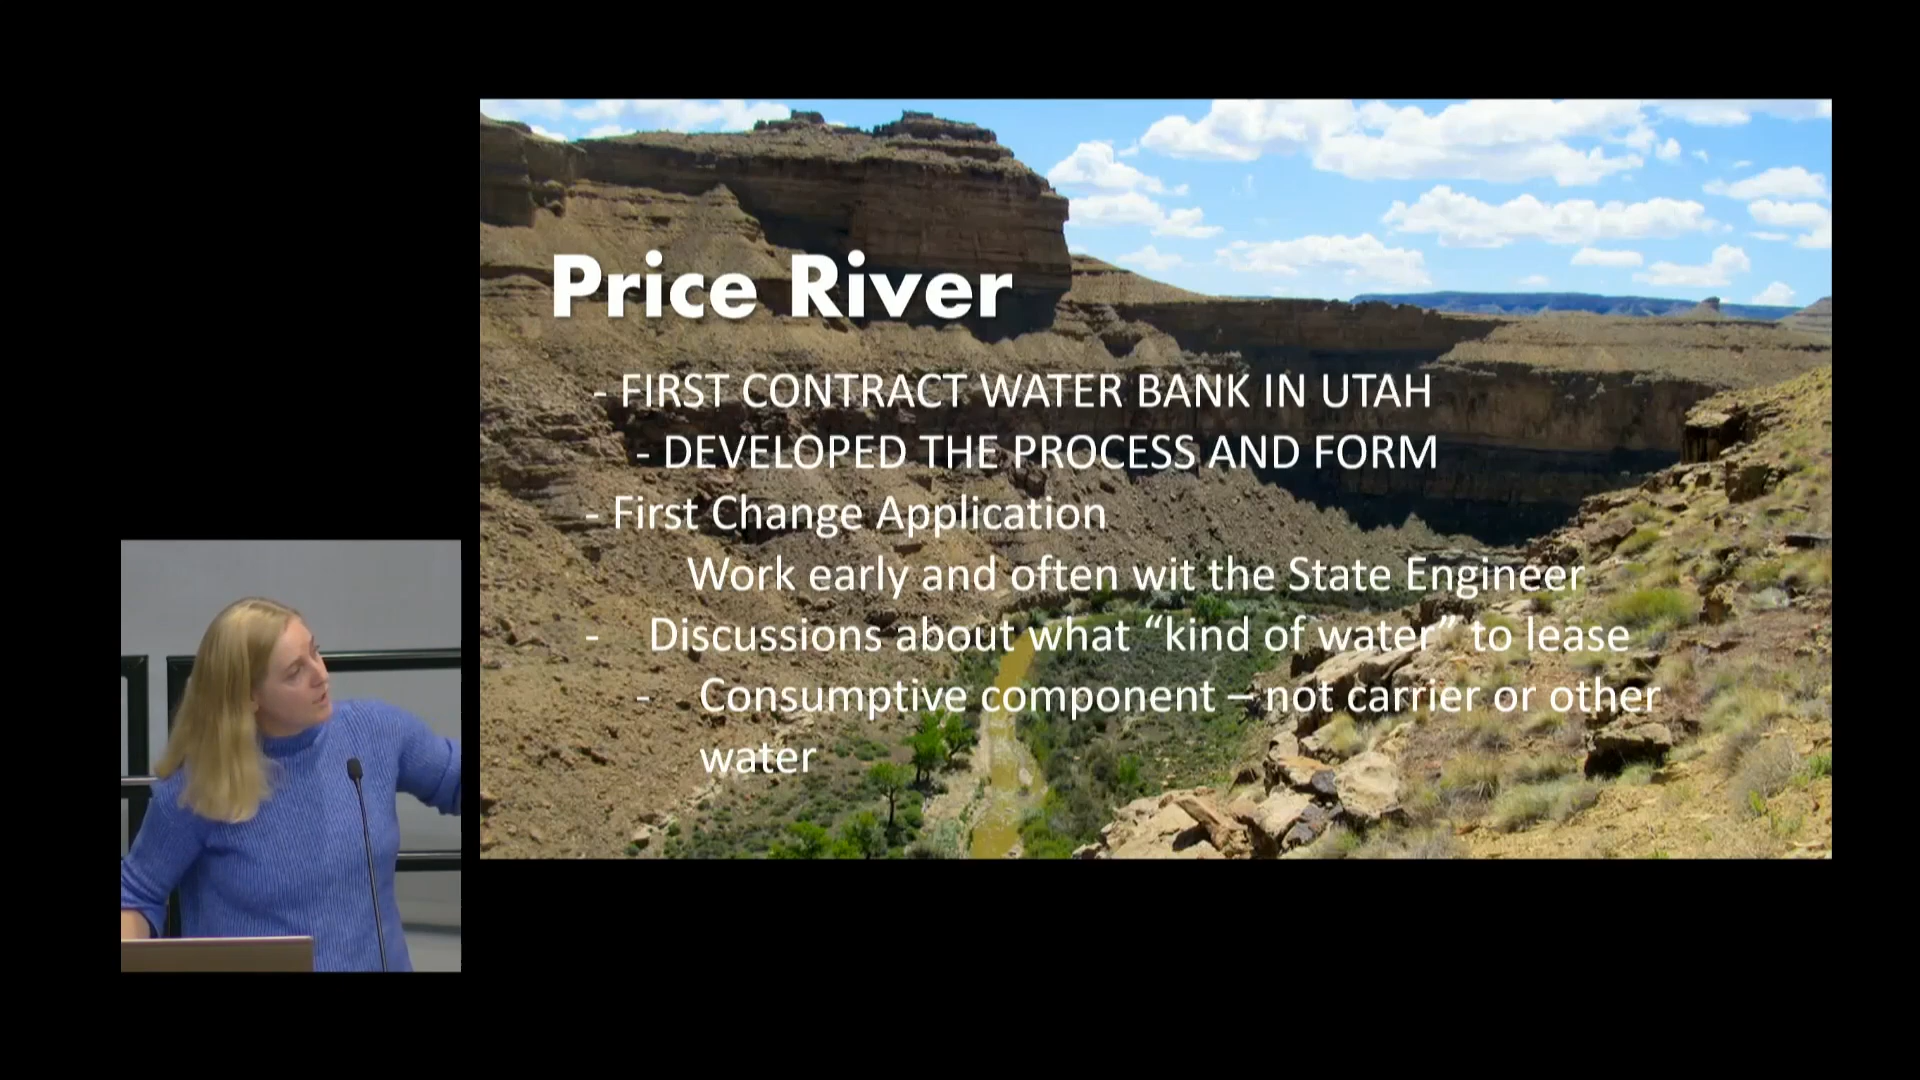 Price River
- FIRST CONTRACT WATER BANK IN UTAH
- DEVELOPED THE PROCESS AND FORM
- First Change Application
Work early and often wit the State Engineer
- Discussions about what “kind of water” to lease
- Consumptive component – not carrier or other
water